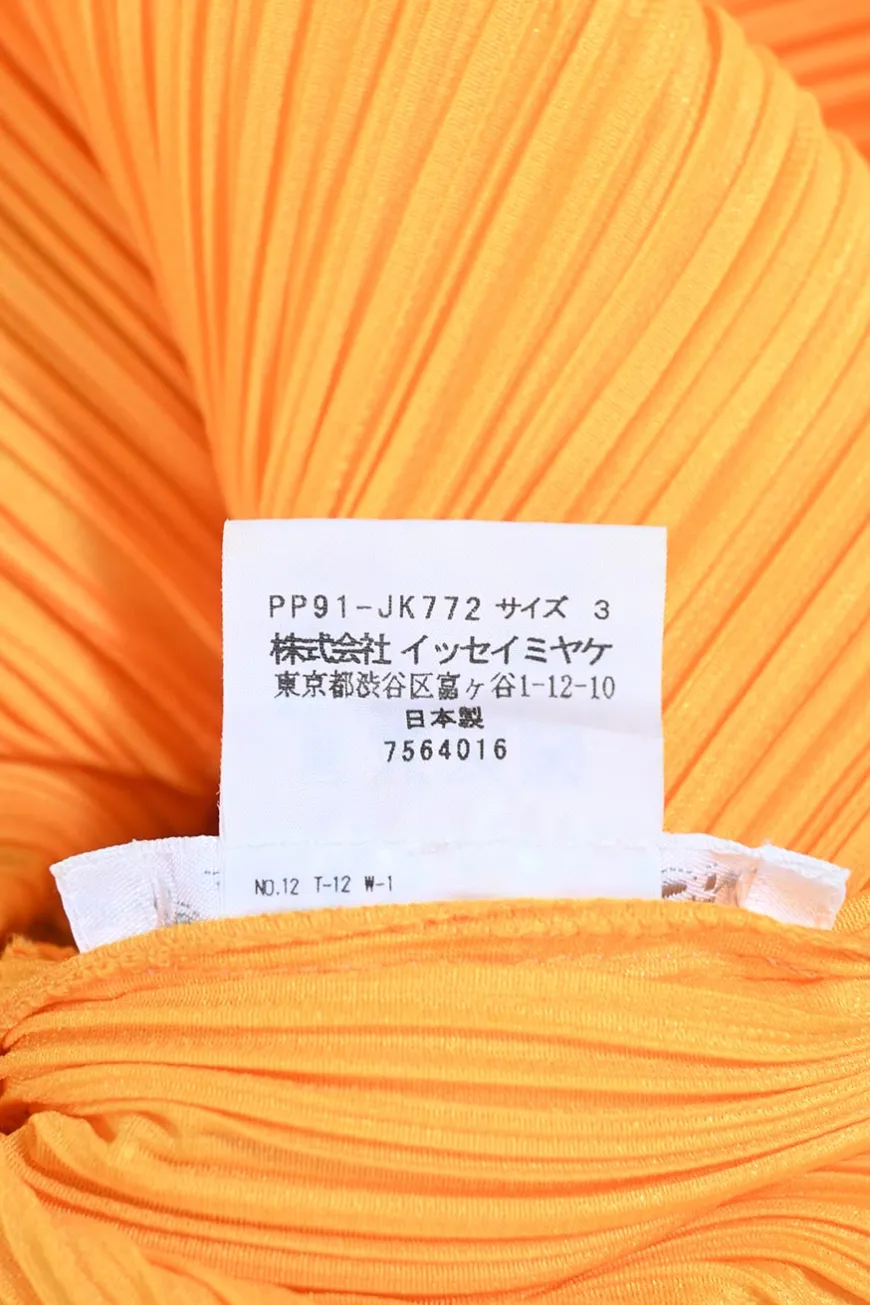 PP91-JK772 サイズ 3
株式会社 イッセイミヤケ
東京都渋谷区富ヶ谷1-12-10
日本製
7564016
NO.12 T-12 W-1